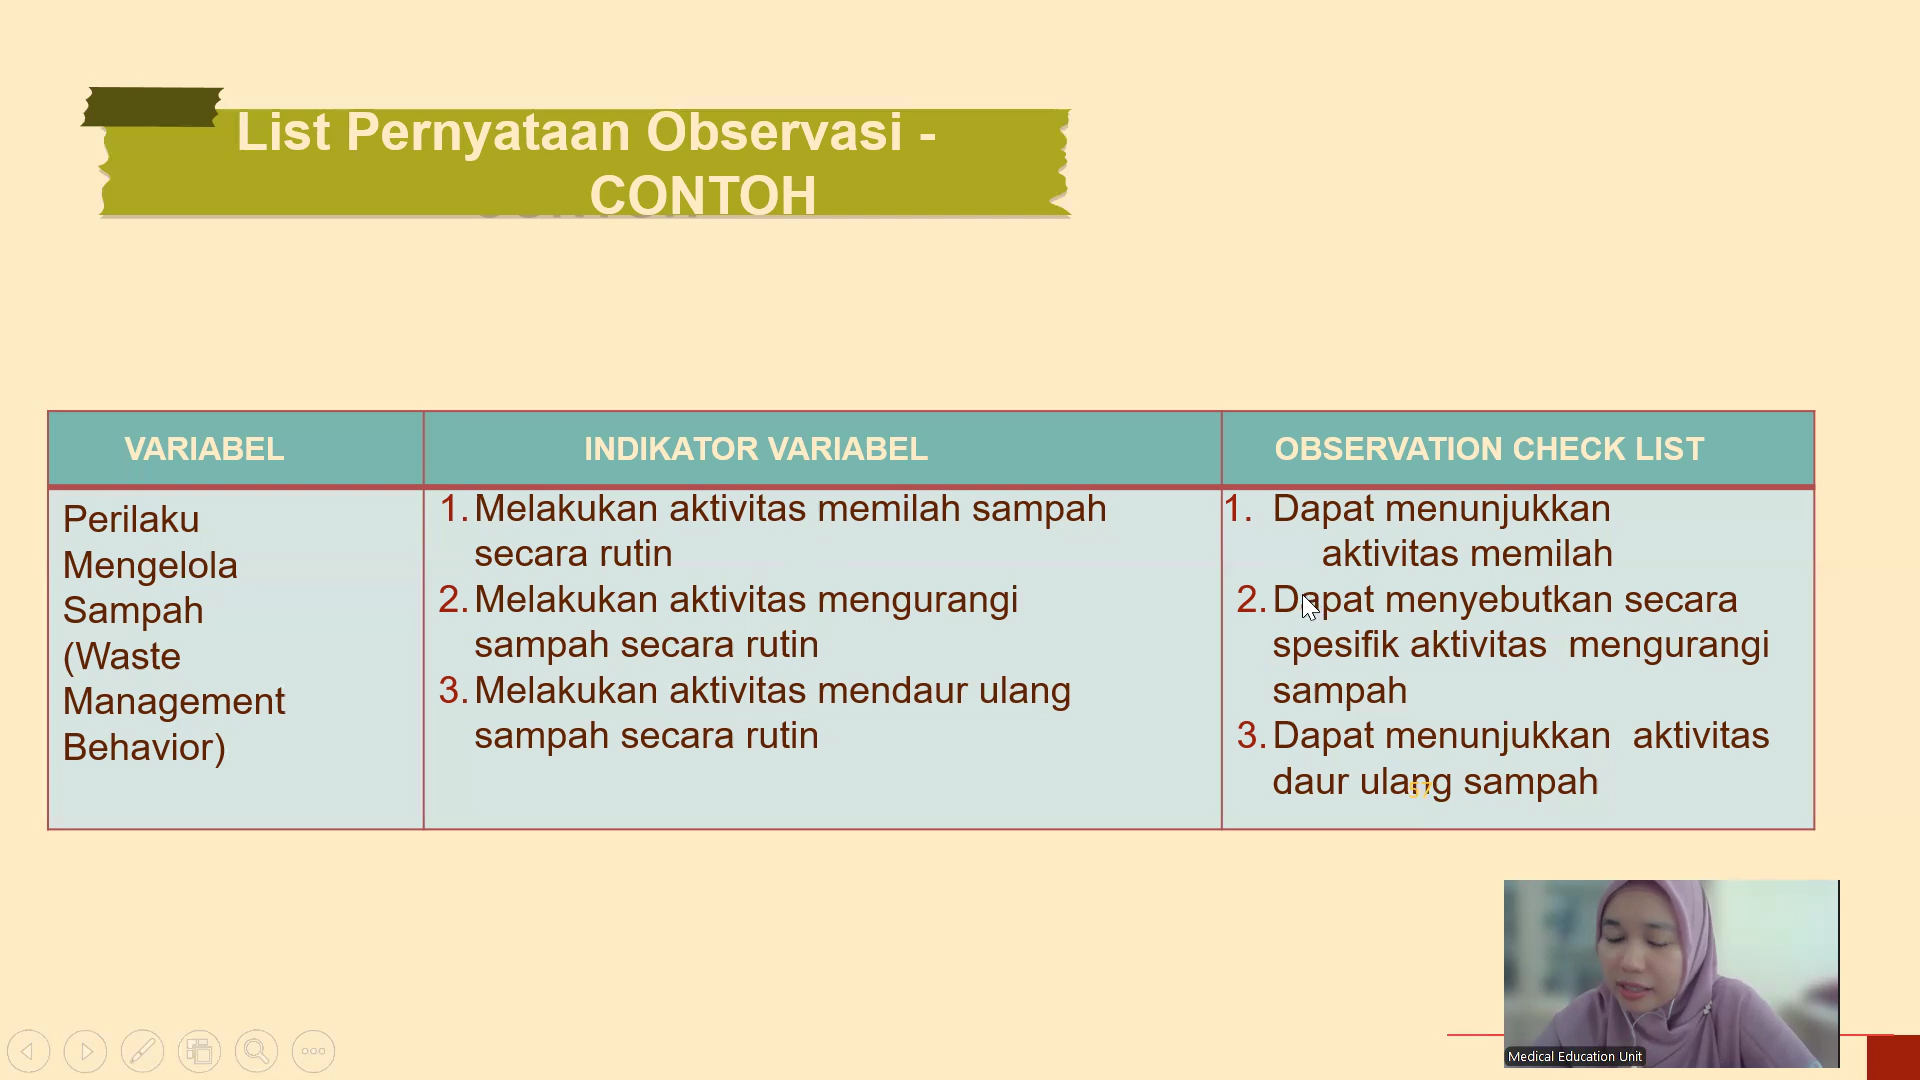 List Pernyataan Observasi -
CONTOH
VARIABEL
INDIKATOR VARIABEL
OBSERVATION CHECK LIST
Perilaku
Mengelola
Sampah
(Waste
Management
Behavior)
1. Melakukan aktivitas memilah sampah
secara rutin
2. Melakukan aktivitas mengurangi
sampah secara rutin
3. Melakukan aktivitas mendaur ulang
sampah secara rutin
1. Dapat menunjukkan
aktivitas memilah
2. Dapat menyebutkan secara
spesifik aktivitas mengurangi
sampah
3. Dapat menunjukkan aktivitas
daur ulang sampah
57
Medical Education Unit